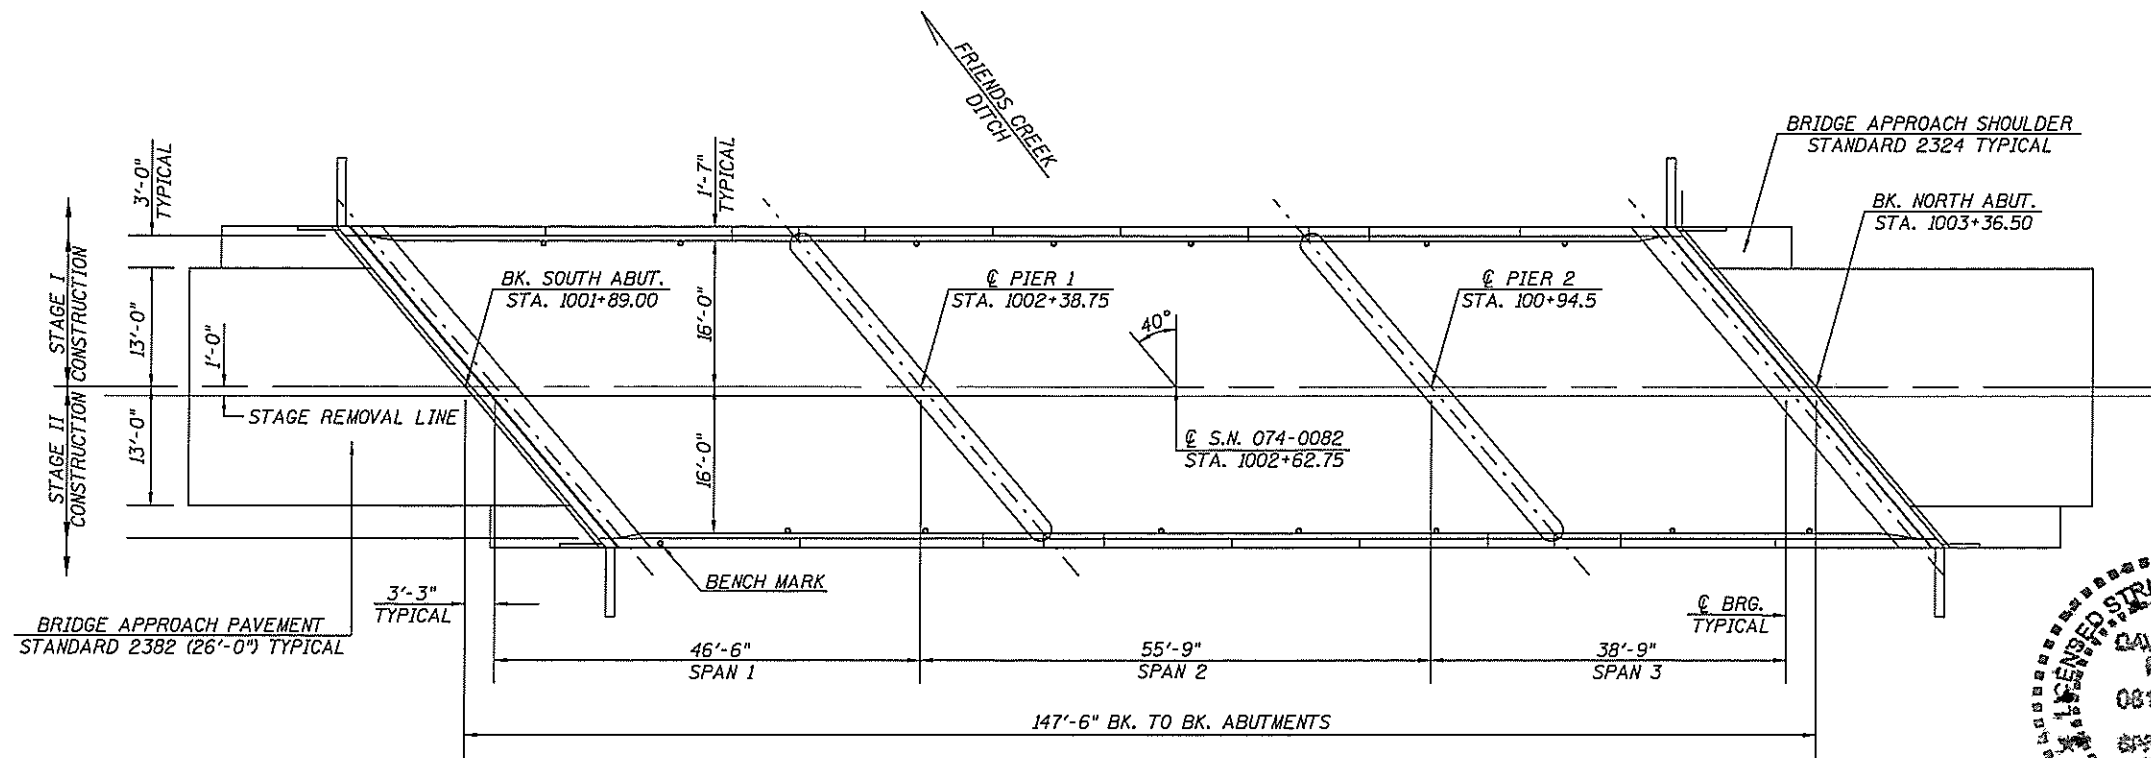 FRIENDS CREEK
DITCH
BRIDGE APPROACH SHOULDER
STANDARD 2324 TYPICAL
3'-0"
TYPICAL
1'-7"
TYPICAL
BK. NORTH ABUT.
STA. 1003+36.50
STAGE I
CONSTRUCTION
13'-0"
1'-0"
BK. SOUTH ABUT.
STA. 1001+89.00
16'-0"
℄ PIER 1
STA. 1002+38.75
40°
℄ PIER 2
STA. 100+94.5
STAGE II
CONSTRUCTION
13'-0"
STAGE REMOVAL LINE
16'-0"
℄ S.N. 074-0082
STA. 1002+62.75
BENCH MARK
3'-3"
TYPICAL
℄ BRG.
TYPICAL
BRIDGE APPROACH PAVEMENT
STANDARD 2382 (26'-0") TYPICAL
46'-6"
SPAN 1
55'-9"
SPAN 2
38'-9"
SPAN 3
147'-6" BK. TO BK. ABUTMENTS
LICENSED
081